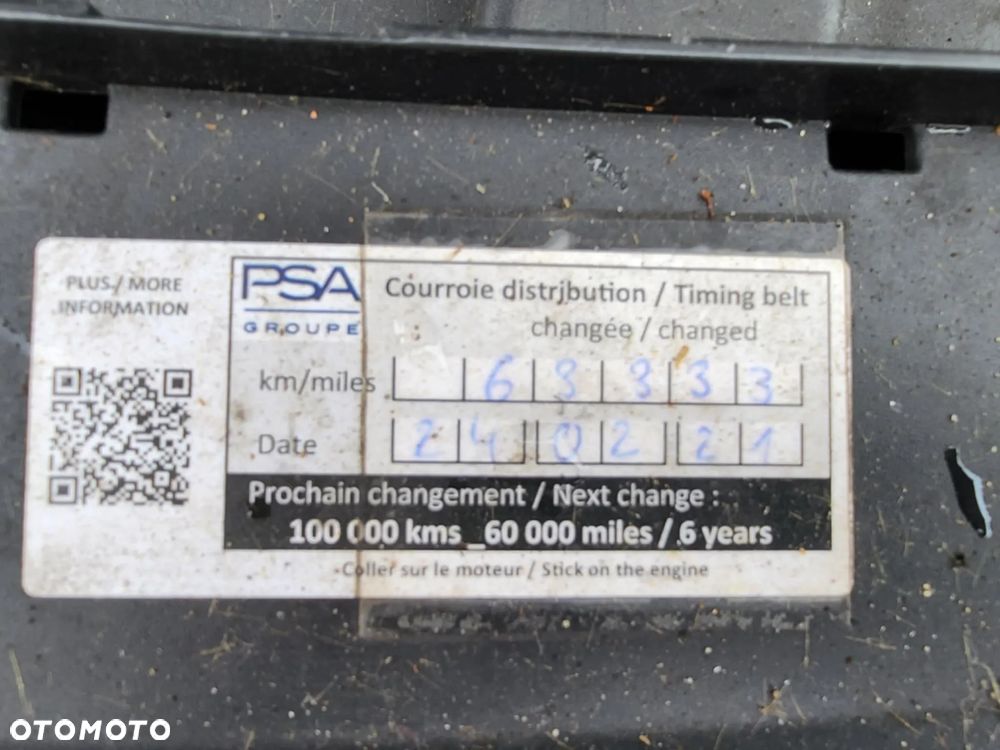 PLUS / MORE
INFORMATION
PSA
GROUPE
Courroie distribution / Timing belt
changée / changed
km/miles 6 3 3 3 3
Date 2 4 0 2 2 1
Prochain changement / Next change :
100 000 kms _60 000 miles / 6 years
-Coller sur le moteur / Stick on the engine
OTOMOTO